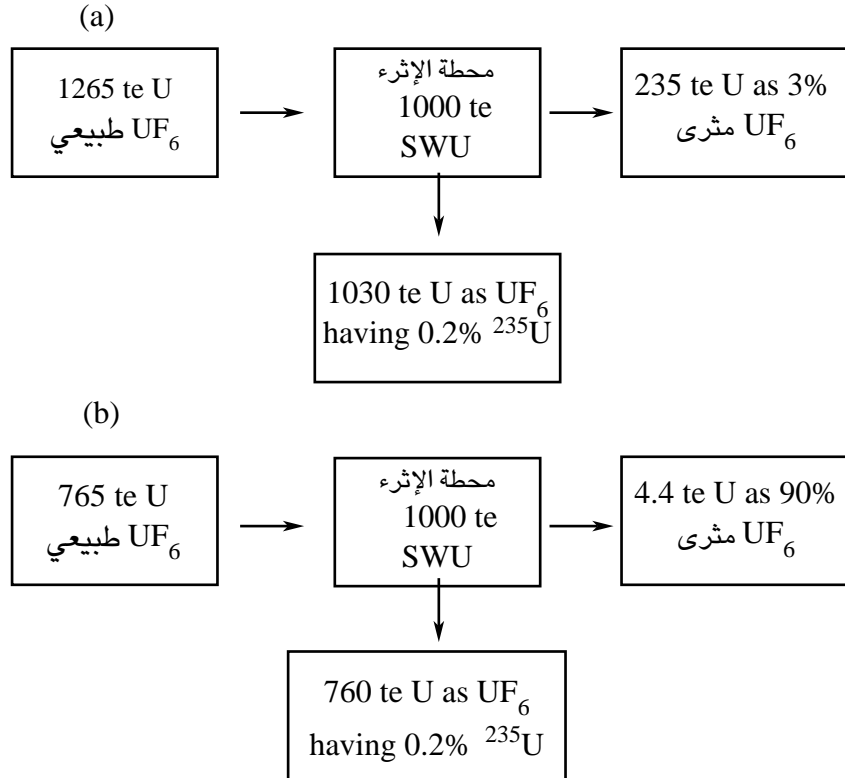 (a)
1265 te U
طبيعي UF6
محطة الإثرء
1000 te
SWU
235 te U as 3%
مثرى UF6
1030 te U as UF6
having 0.2% 235U
(b)
765 te U
طبيعي UF6
محطة الإثرء
1000 te
SWU
4.4 te U as 90%
مثرى UF6
760 te U as UF6
having 0.2% 235U